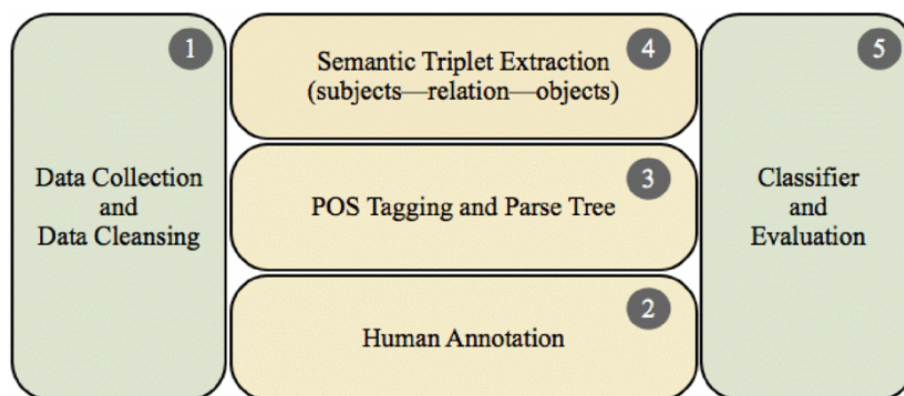 1
Data Collection
and
Data Cleansing
4
Semantic Triplet Extraction
(subjects—relation—objects)
3
POS Tagging and Parse Tree
2
Human Annotation
5
Classifier
and
Evaluation